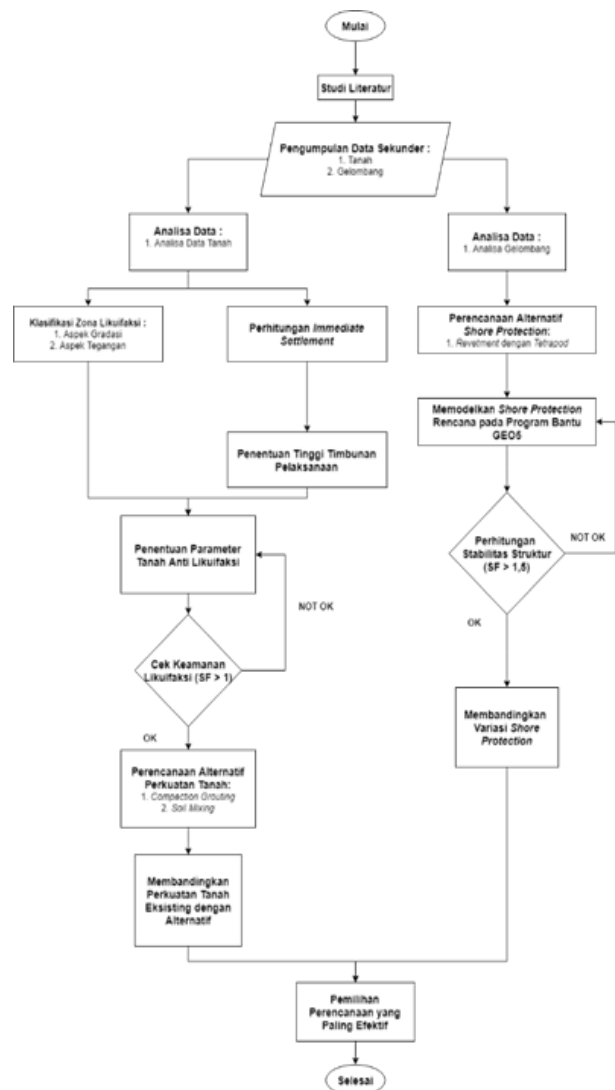 Mulai
Studi Literatur
Pengumpulan Data Sekunder :
1. Tanah
2. Gelombang
Analisa Data :
1. Analisa Data Tanah
Analisa Data :
1. Analisa Gelombang
Klasifikasi Zona Likuifaksi :
1. Aspek Gradasi
2. Aspek Tegangan
Perhitungan Immediate
Settlement
Perencanaan Alternatif
Shore Protection:
1. Revetment dengan Tetrapod
Memodelkan Shore Protection
Rencana pada Program Bantu
GEO5
Penentuan Tinggi Timbunan
Pelaksanaan
Penentuan Parameter
Tanah Anti Likuifaksi
Perhitungan
Stabilitas Struktur
(SF > 1,5)
NOT OK
OK
NOT OK
Cek Keamanan
Likuifaksi (SF > 1)
OK
Membandingkan
Variasi Shore
Protection
Perencanaan Alternatif
Perkuatan Tanah:
1. Compaction Grouting
2. Soil Mixing
Membandingkan
Perkuatan Tanah
Eksisting dengan
Alternatif
Pemilihan
Perencanaan yang
Paling Efektif
Selesai